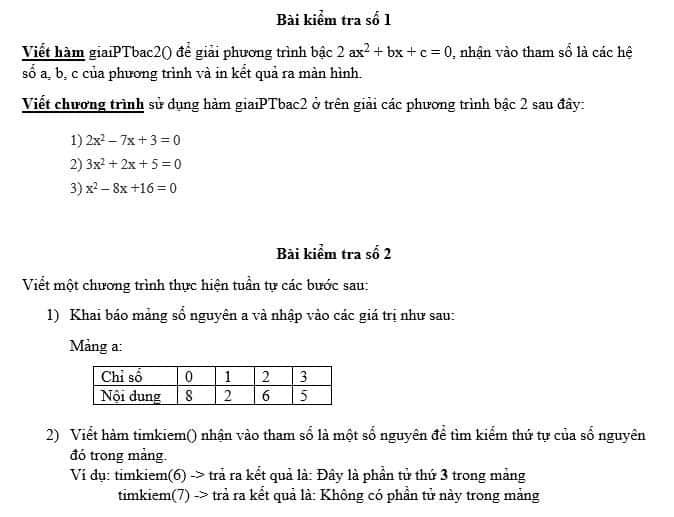 Bài kiểm tra số 1
Viết hàm giaiPTbac2() để giải phương trình bậc 2 ax² + bx + c = 0, nhận vào tham số là các hệ
số a, b, c của phương trình và in kết quả ra màn hình.
Viết chương trình sử dụng hàm giaiPTbac2 ở trên giải các phương trình bậc 2 sau đây:
1) 2x² – 7x + 3 = 0
2) 3x² + 2x + 5 = 0
3) x² – 8x +16 = 0
Bài kiểm tra số 2
Viết một chương trình thực hiện tuần tự các bước sau:
1) Khai báo mảng số nguyên a và nhập vào các giá trị như sau:
Mảng a:
Chỉ số 0 1 2 3
Nội dung 8 2 6 5
2) Viết hàm timkiem() nhận vào tham số là một số nguyên để tìm kiếm thứ tự của số nguyên
đó trong mảng.
Ví dụ: timkiem(6) -> trả ra kết quả là: Đây là phần tử thứ 3 trong mảng
timkiem(7) -> trả ra kết quả là: Không có phần tử này trong mảng